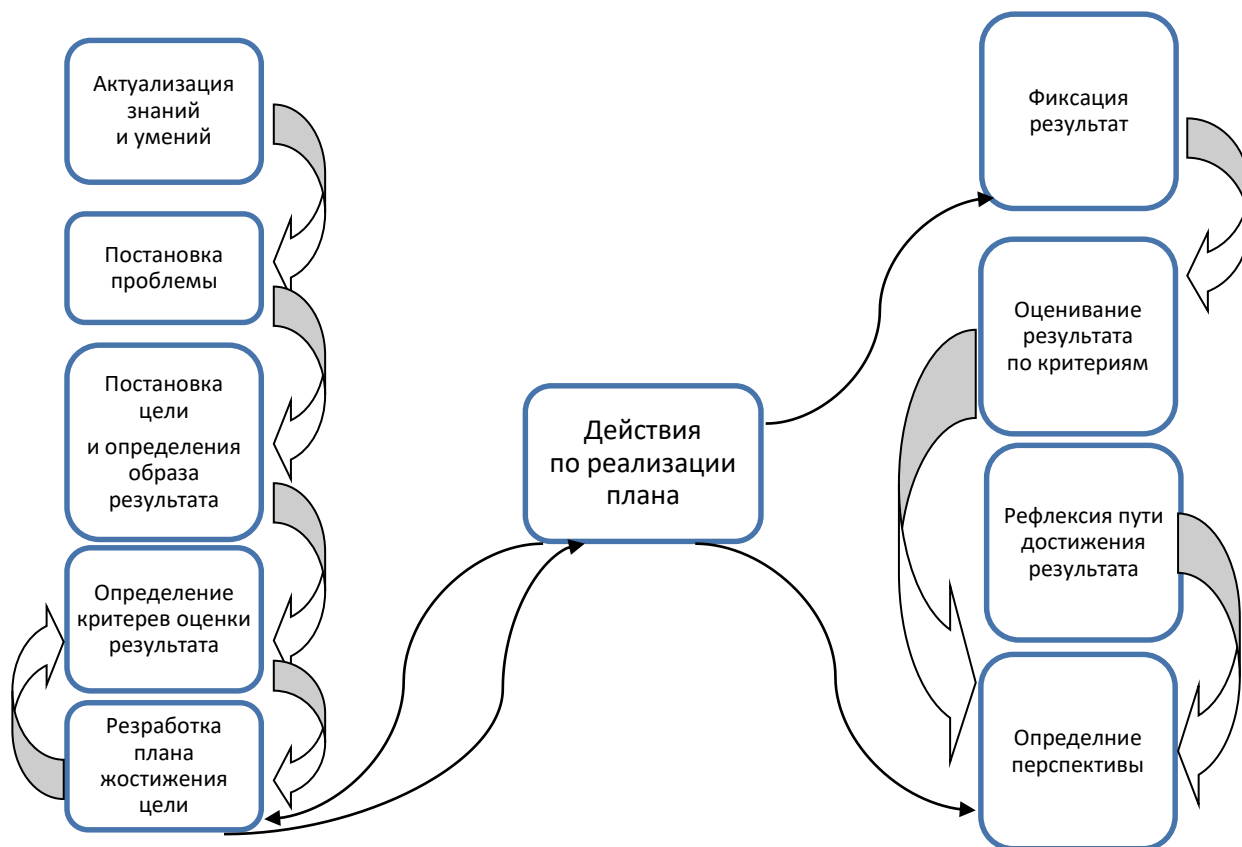 Актуализация
знаний
и умений
Постановка
проблемы
Постановка
цели
и определения
образа
результата
Определение
критерев оценки
результата
Резработка
плана
жостижения
цели
Действия
по реализации
плана
Фиксация
результат
Оценивание
результата
по критериям
Рефлексия пути
достижения
результата
Определние
перспективы